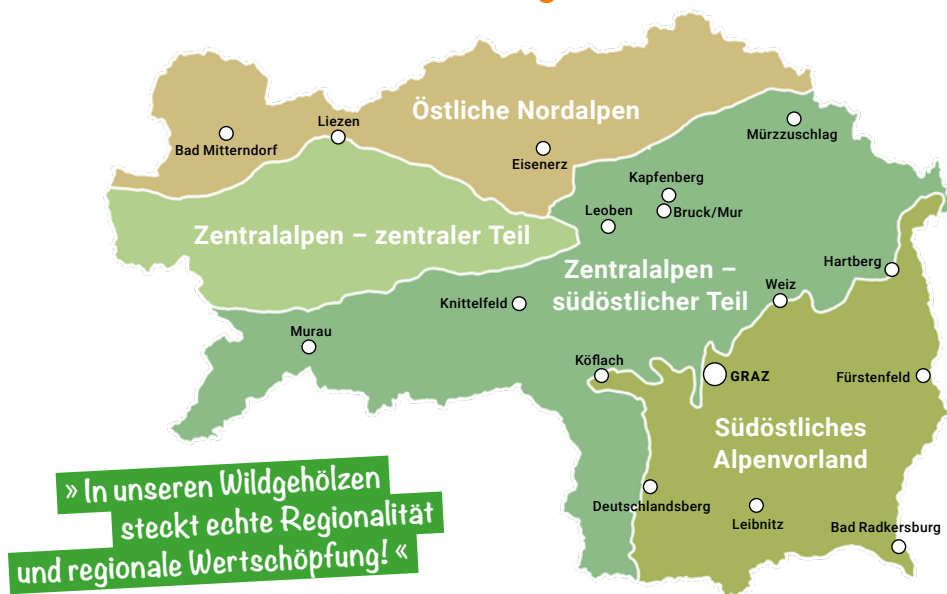 Östliche Nordalpen
Liezen
Bad Mitterndorf
Eisenerz
Mürzzuschlag
Kapfenberg
Bruck/Mur
Leoben
Zentralalpen – zentraler Teil
Zentralalpen –
südöstlicher Teil
Hartberg
Weiz
Knittelfeld
Murau
Köflach
GRAZ
Fürstenfeld
Südöstliches
Alpenvorland
Deutschlandsberg
Leibnitz
Bad Radkersburg
» In unseren Wildgehölzen
steckt echte Regionalität
und regionale Wertschöpfung! «